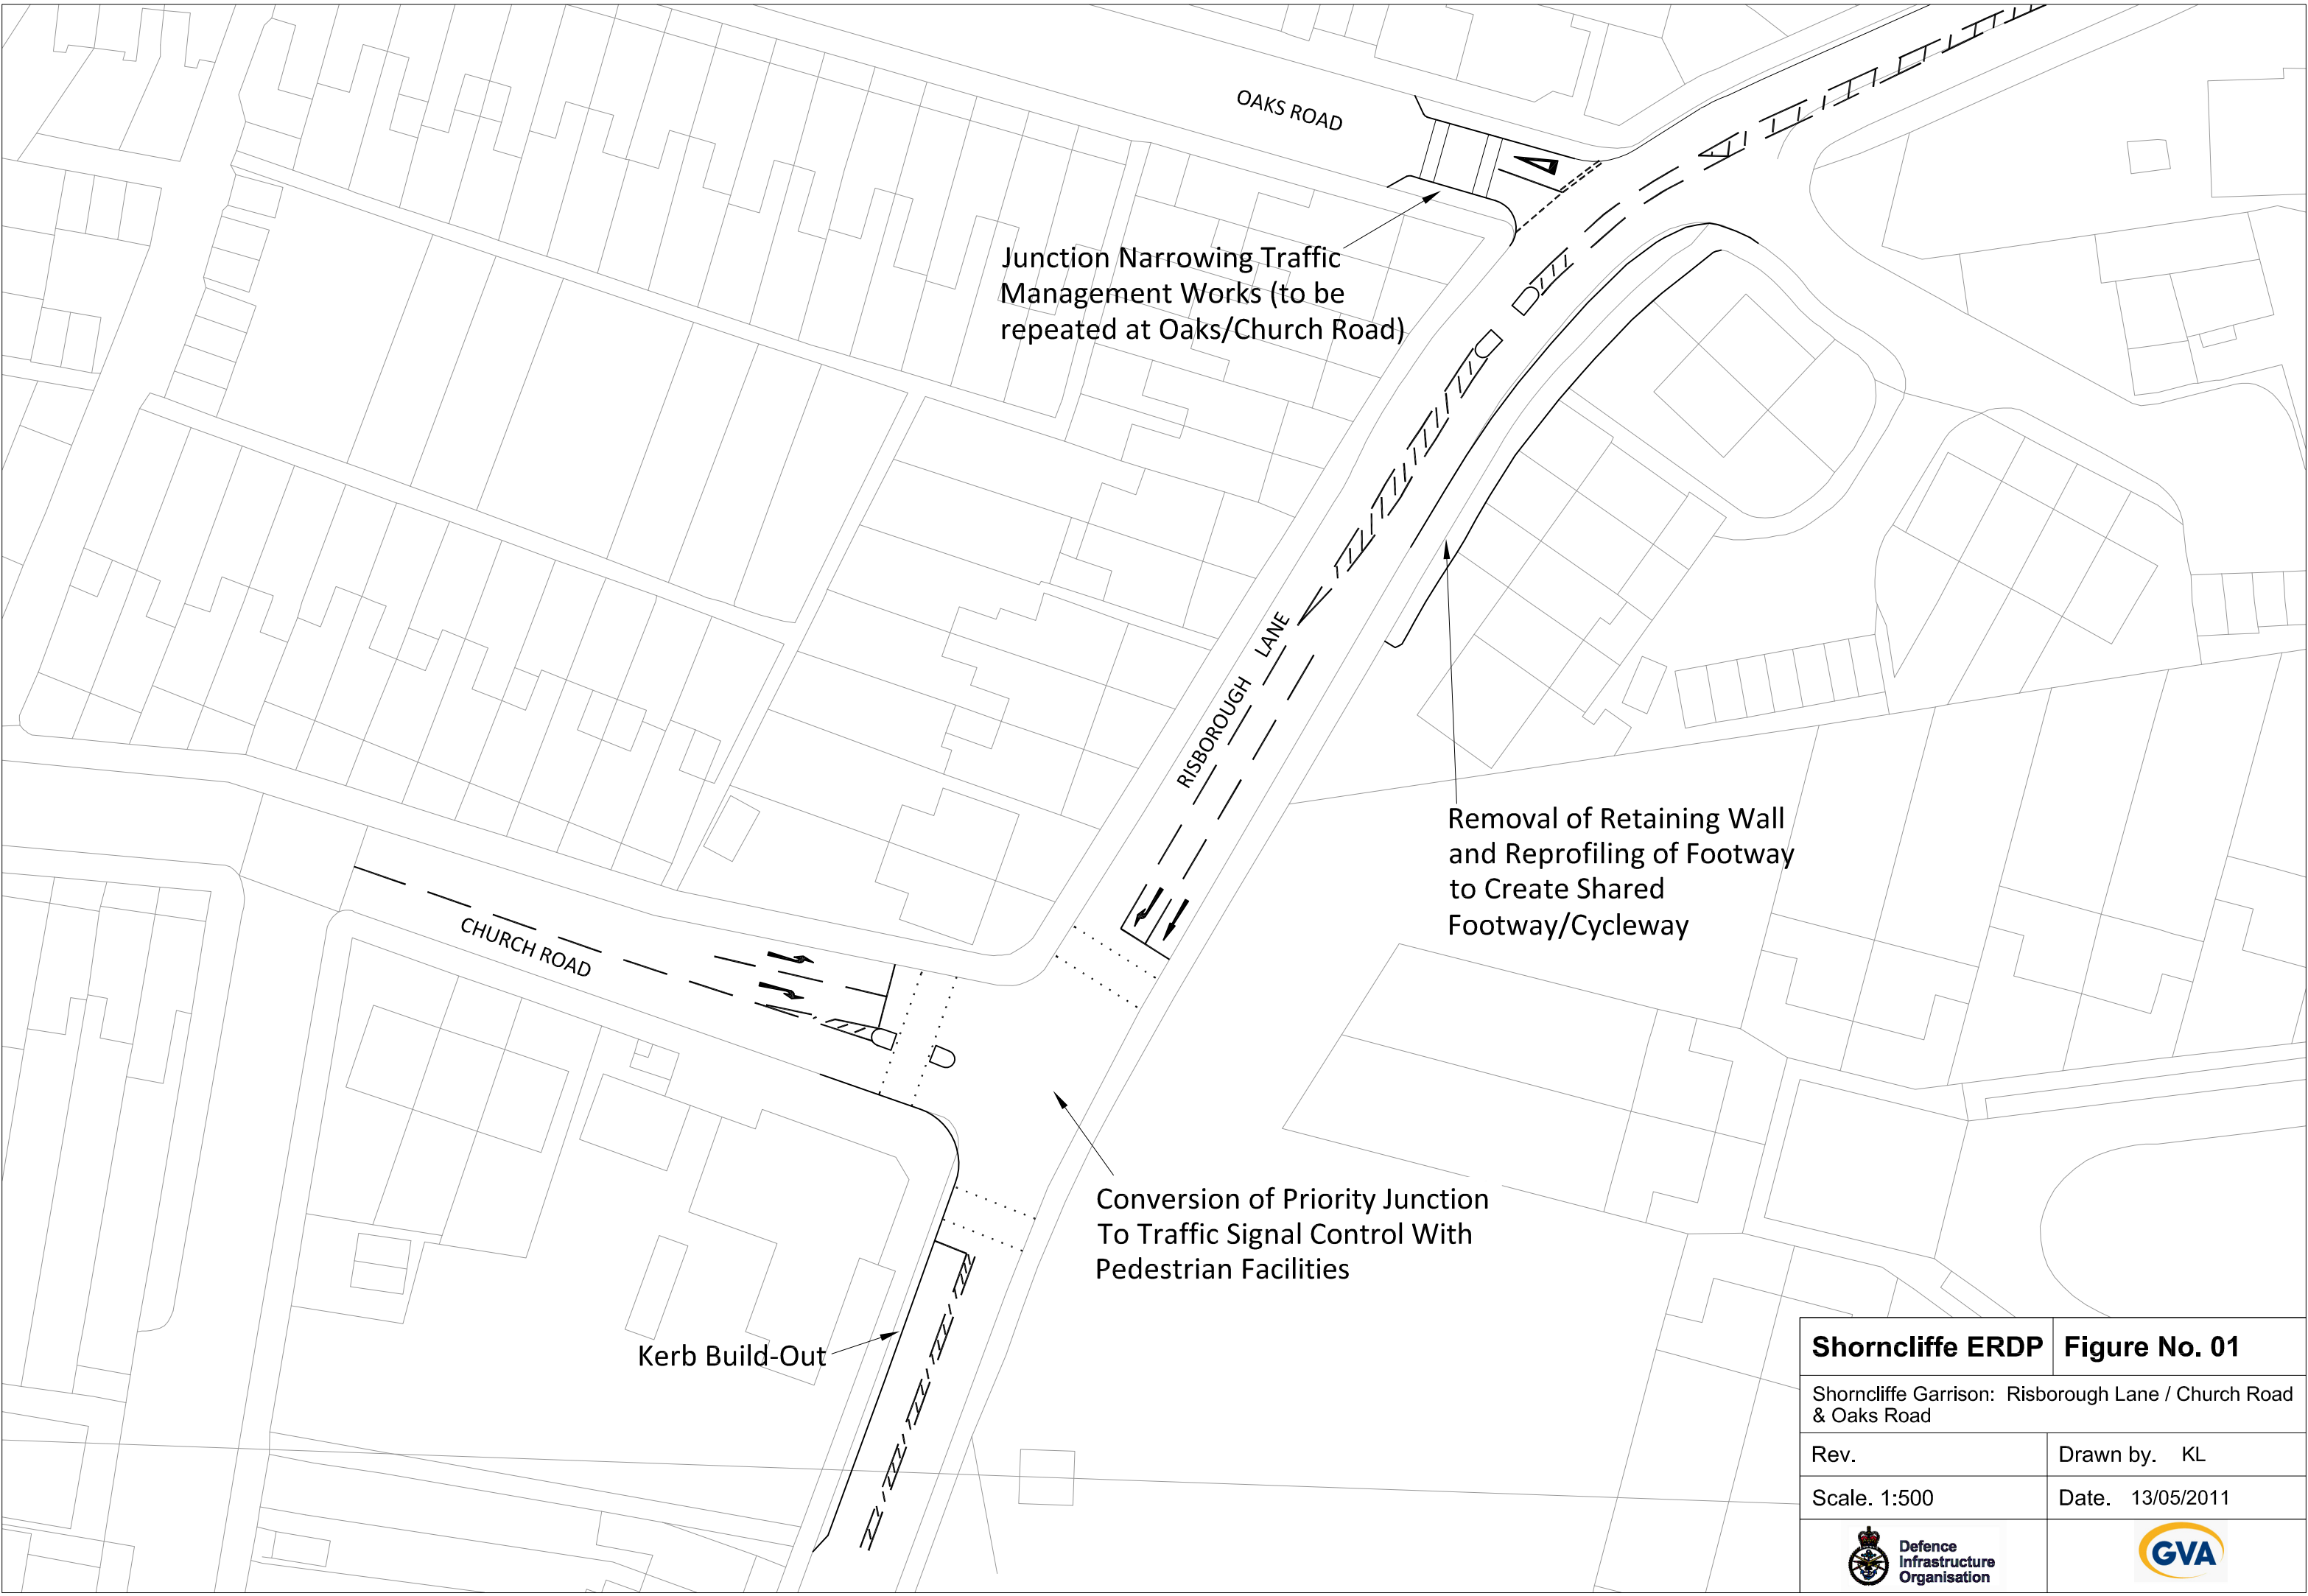 OAKS ROAD
Junction Narrowing Traffic
Management Works (to be
repeated at Oaks/Church Road)
RISBOROUGH LANE
Removal of Retaining Wall
and Reprofiling of Footway
to Create Shared
Footway/Cycleway
CHURCH ROAD
Conversion of Priority Junction
To Traffic Signal Control With
Pedestrian Facilities
Kerb Build-Out
Shorncliffe ERDP
Figure No. 01
Shorncliffe Garrison: Risborough Lane / Church Road
& Oaks Road
Rev.
Drawn by. KL
Scale. 1:500
Date. 13/05/2011
Defence
Infrastructure
Organisation
GVA